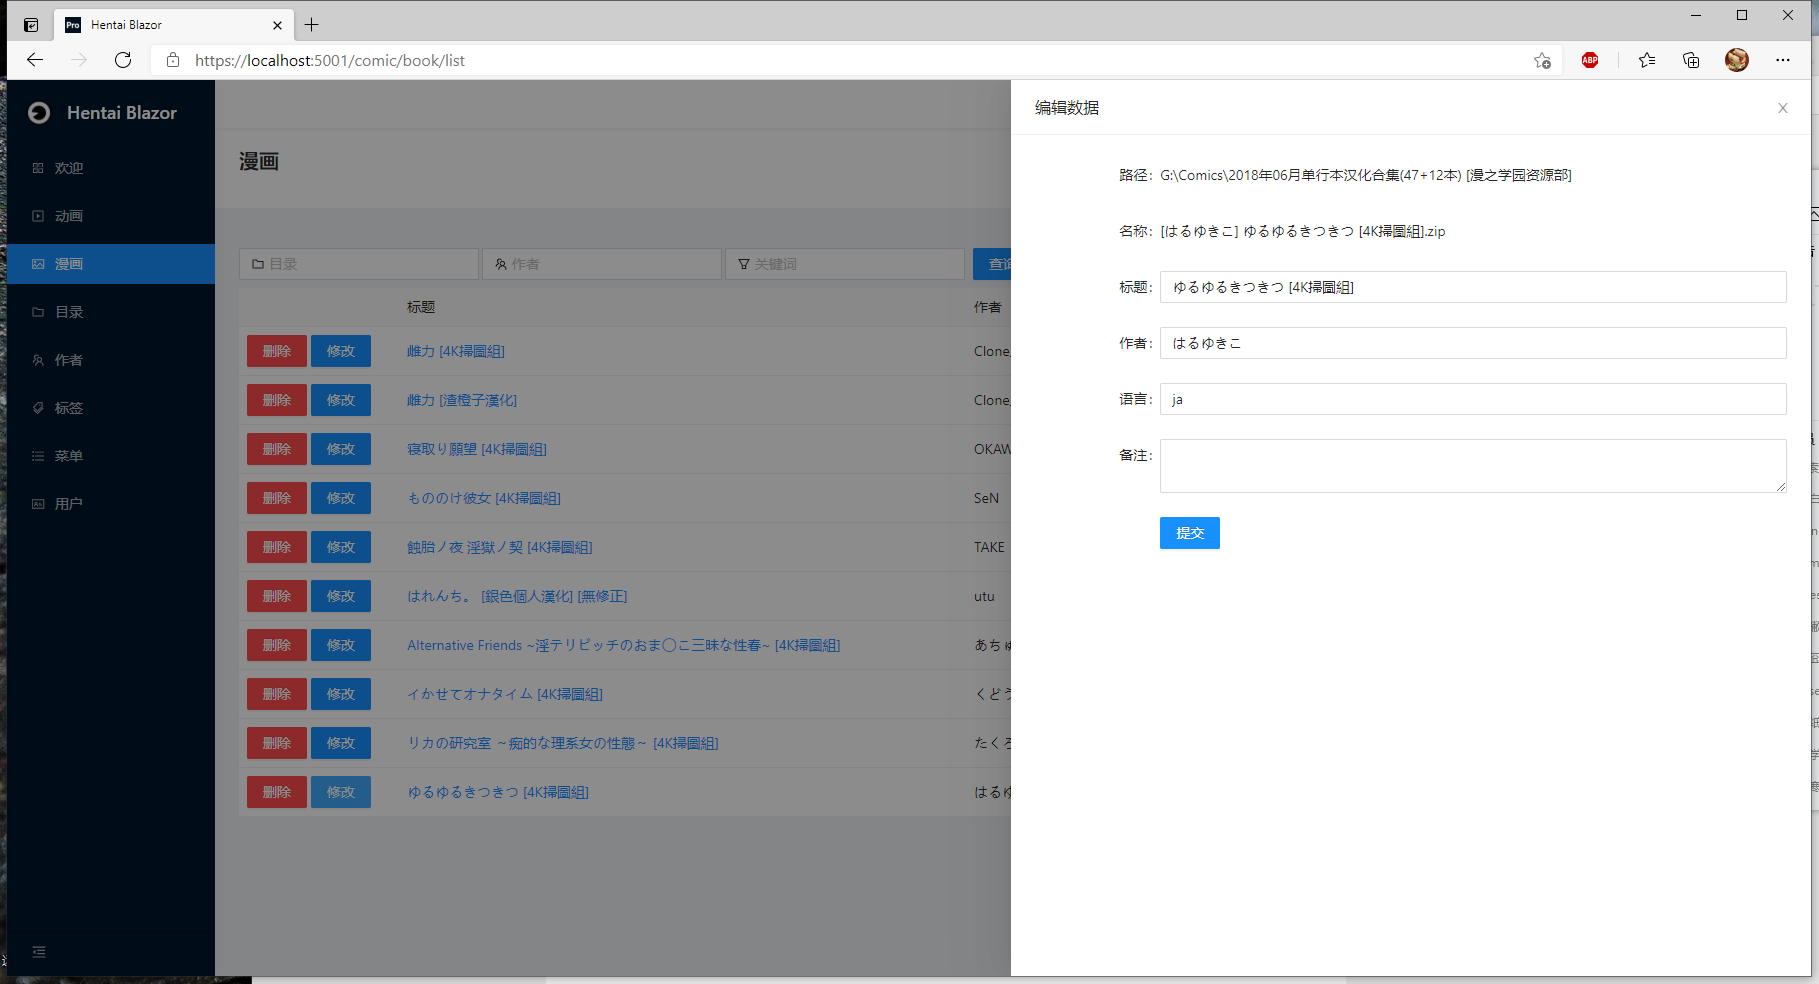 Hentai Blazor
https://localhost:5001/comic/book/list
ABP
Hentai Blazor
欢迎
动画
漫画
目录
作者
标签
菜单
用户
漫画
目录 作者 关键词 查询
标题 作者
删除 修改 雌力 [4K掃圖組] Clone
删除 修改 雌力 [渣橙子漢化] Clone
删除 修改 寝取り願望 [4K掃圖組] OKAW
删除 修改 もののけ彼女 [4K掃圖組] SeN
删除 修改 蝕胎ノ夜 淫獄ノ契 [4K掃圖組] TAKE
删除 修改 はれんち。 [銀色個人漢化] [無修正] utu
删除 修改 Alternative Friends ~淫テリビッチのおま◯こ三昧な性春~ [4K掃圖組] あちゅ
删除 修改 イかせてオナタイム [4K掃圖組] くどう
删除 修改 リカの研究室 ～痴的な理系女の性態～ [4K掃圖組] たくろ
删除 修改 ゆるゆるきつきつ [4K掃圖組] はるゆ
编辑数据
路径： G:\Comics\2018年06月单行本汉化合集(47+12本) [漫之学园资源部]
名称： [はるゆきこ] ゆるゆるきつきつ [4K掃圖組].zip
标题： ゆるゆるきつきつ [4K掃圖組]
作者： はるゆきこ
语言： ja
备注：
提交